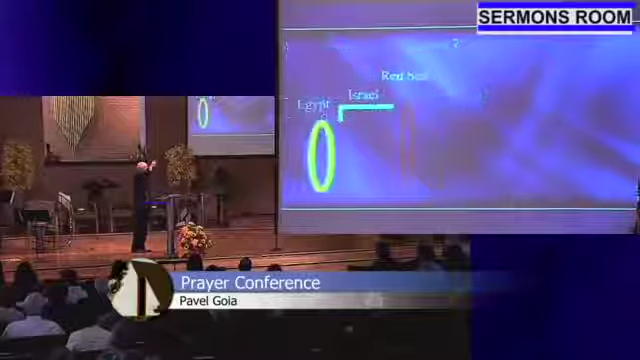 SERMONS ROOM
Red Sea
Israel
Egypt
Prayer Conference
Pavel Goia